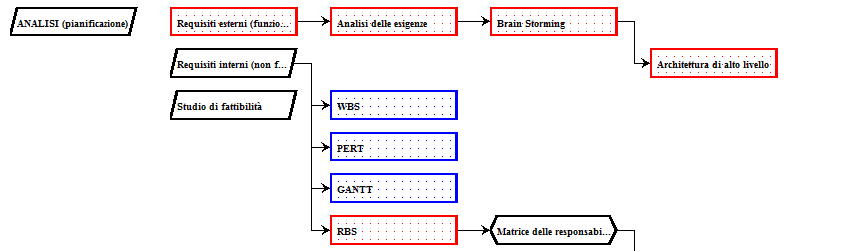 ANALISI (pianificazione)
Requisiti esterni (funzio...
Analisi delle esigenze
Brain Storming
Requisiti interni (non f...
Architettura di alto livello
Studio di fattibilità
WBS
PERT
GANTT
RBS
Matrice delle responsabi...